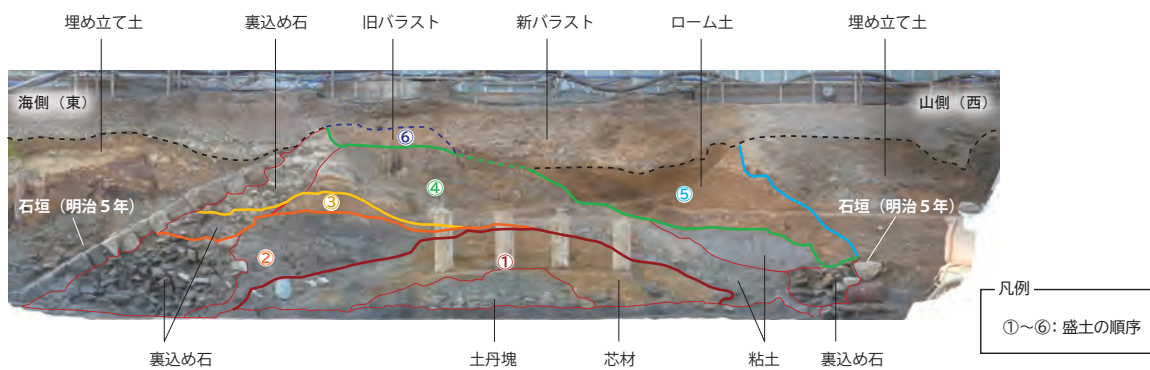 埋め立て土
裏込め石
旧バラスト
新バラスト
ローム土
埋め立て土
海側（東）
山側（西）
⑥
④
⑤
③
石垣（明治５年）
石垣（明治５年）
②
①
凡例
①～⑥：盛土の順序
裏込め石
土丹塊
芯材
粘土
裏込め石